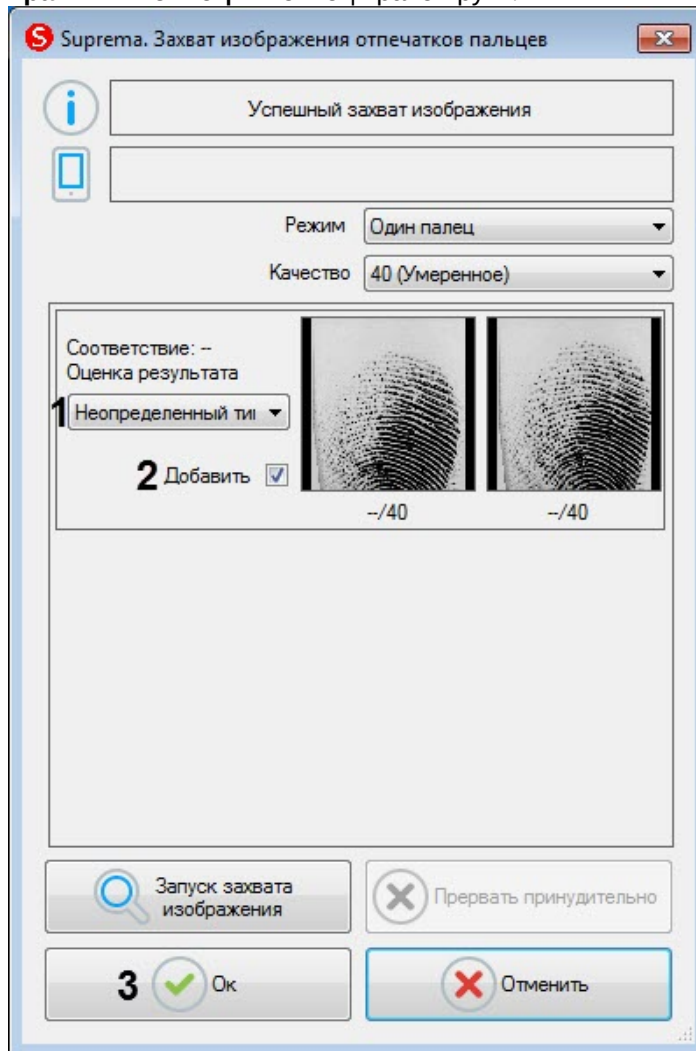 Suprema. Захват изображения отпечатков пальцев
Успешный захват изображения
Режим Один палец
Качество 40 (Умеренное)
Соответствие: --
Оценка результата
1 Неопределенный ти
2 Добавить
--/40 --/40
Запуск захвата
изображения
Прервать принудительно
3 Ок
Отменить